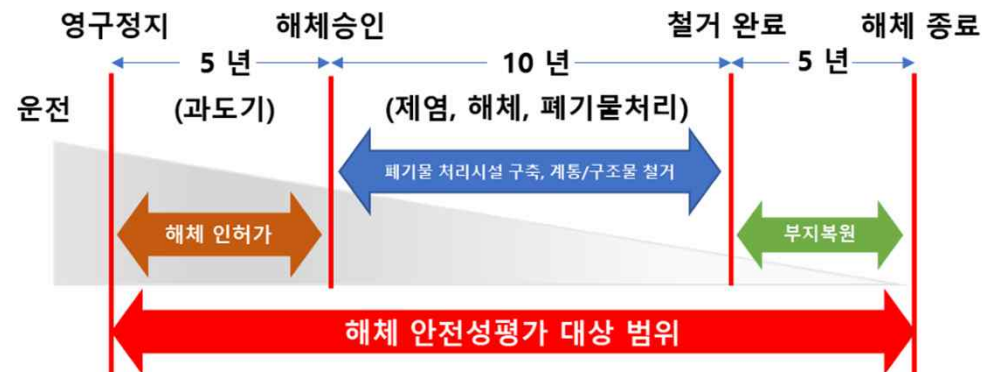 영구정지 해체승인 철거 완료 해체 종료
5 년 10 년 5 년
운전 (과도기) (제염, 해체, 폐기물처리)
폐기물 처리시설 구축, 계통/구조물 철거
해체 인허가 부지복원
해체 안전성평가 대상 범위